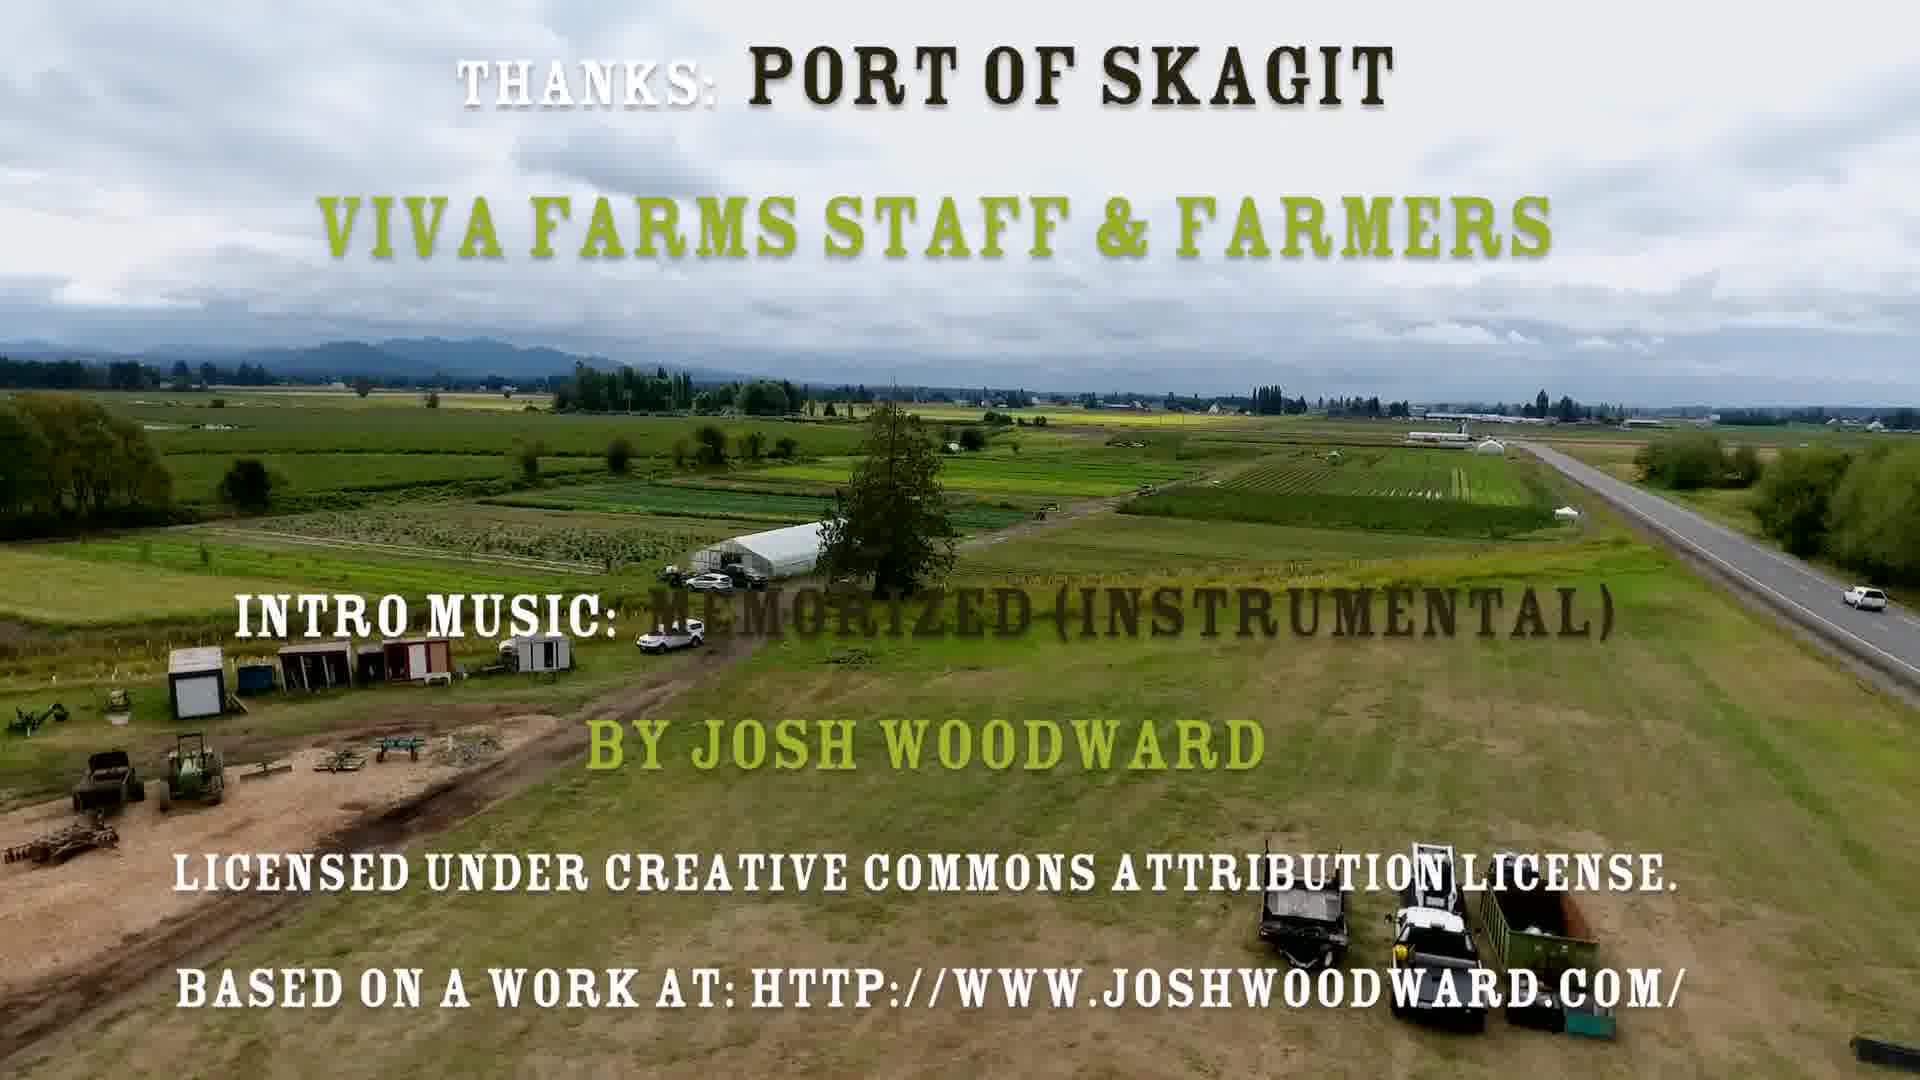 THANKS: PORT OF SKAGIT
VIVA FARMS STAFF & FARMERS
INTRO MUSIC: MEMORIZED (INSTRUMENTAL)
BY JOSH WOODWARD
LICENSED UNDER CREATIVE COMMONS ATTRIBUTION LICENSE.
BASED ON A WORK AT: HTTP://WWW.JOSHWOODWARD.COM/